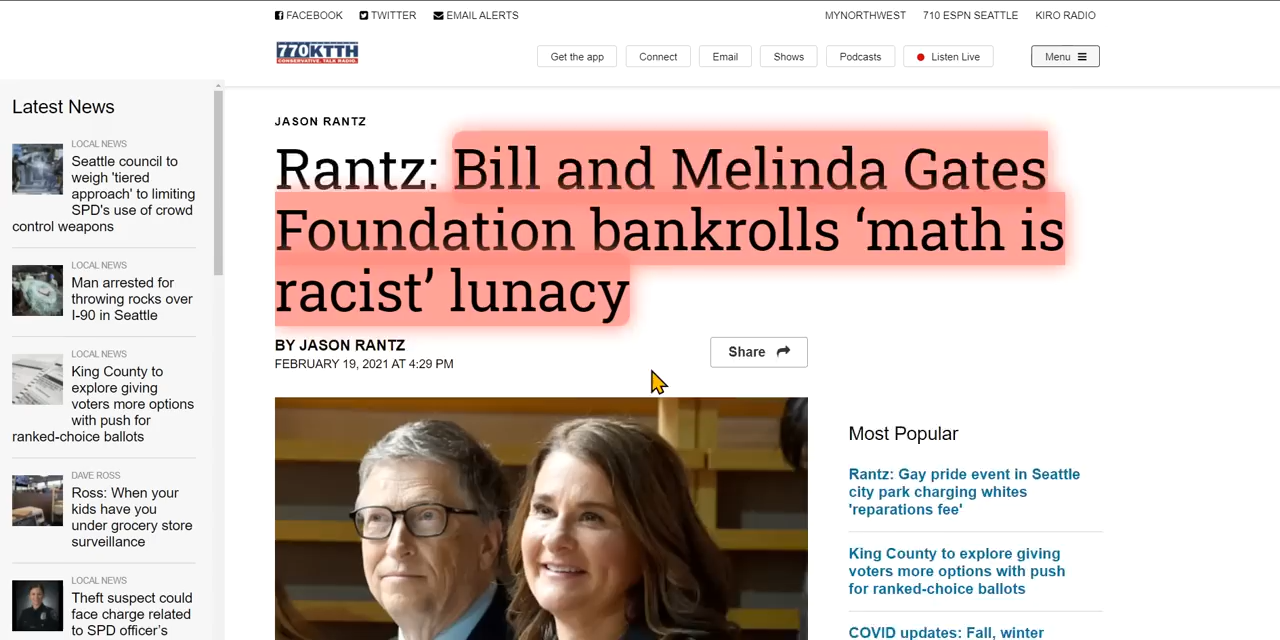 FACEBOOK TWITTER EMAIL ALERTS MYNORTHWEST 710 ESPN SEATTLE KIRO RADIO
770KTTH
CONSERVATIVE. TALK RADIO.
Get the app Connect Email Shows Podcasts Listen Live Menu
Latest News
LOCAL NEWS
Seattle council to
weigh 'tiered
approach' to limiting
SPD's use of crowd
control weapons
LOCAL NEWS
Man arrested for
throwing rocks over
I-90 in Seattle
LOCAL NEWS
King County to
explore giving
voters more options
with push for
ranked-choice ballots
DAVE ROSS
Ross: When your
kids have you
under grocery store
surveillance
LOCAL NEWS
Theft suspect could
face charge related
to SPD officer's
JASON RANTZ
Rantz: Bill and Melinda Gates
Foundation bankrolls ‘math is
racist’ lunacy
BY JASON RANTZ
FEBRUARY 19, 2021 AT 4:29 PM
Share
Most Popular
Rantz: Gay pride event in Seattle
city park charging whites
'reparations fee'
King County to explore giving
voters more options with push
for ranked-choice ballots
COVID updates: Fall, winter